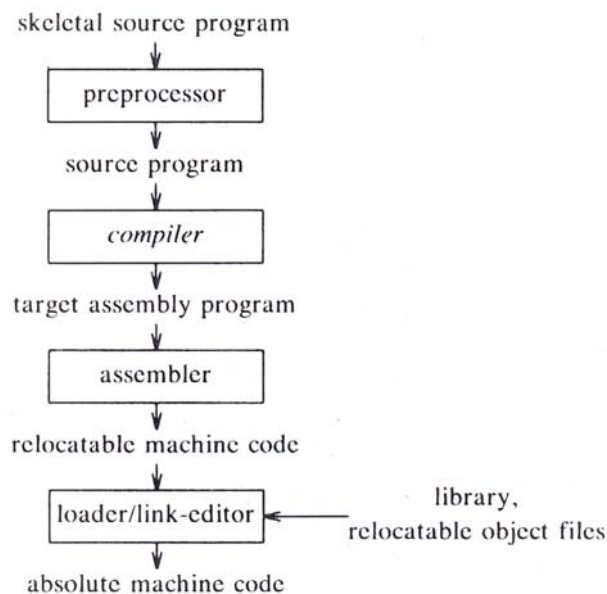 skeletal source program
preprocessor
source program
compiler
target assembly program
assembler
relocatable machine code
loader/link-editor
library,
relocatable object files
absolute machine code